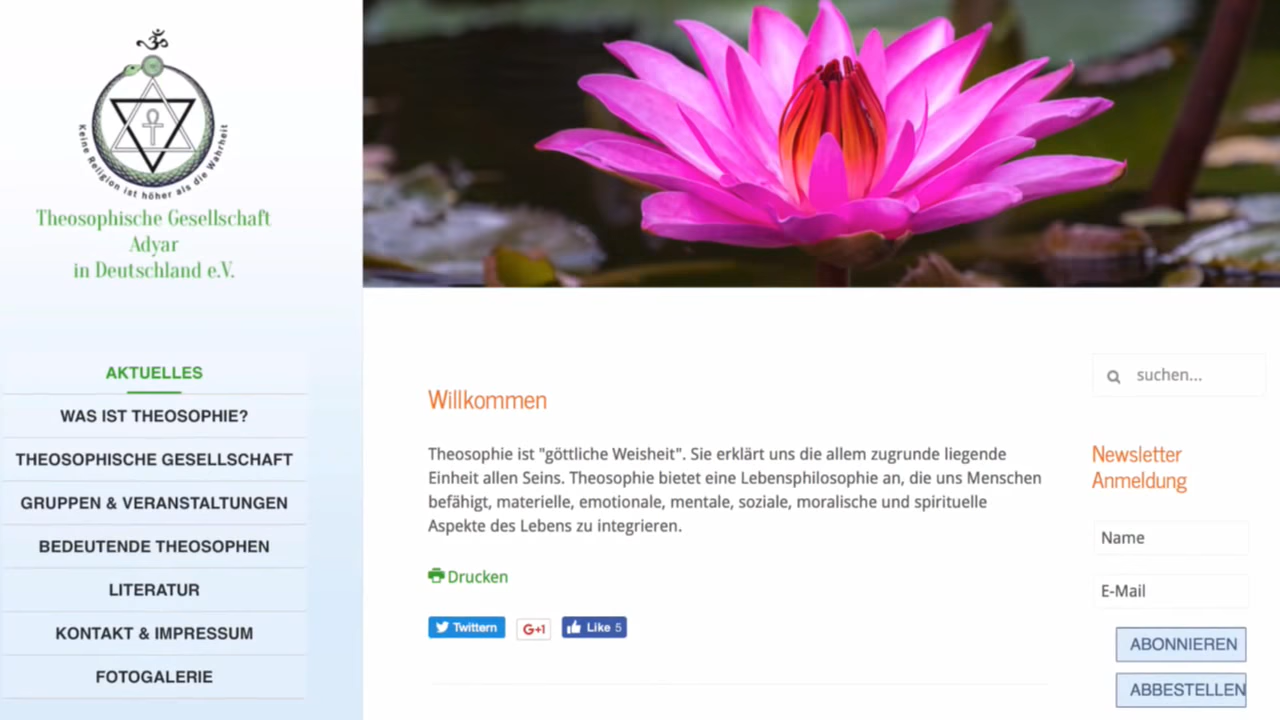 ॐ
Keine Religion ist höher als die Wahrheit
Theosophische Gesellschaft
Adyar
in Deutschland e.V.
AKTUELLES
WAS IST THEOSOPHIE?
THEOSOPHISCHE GESELLSCHAFT
GRUPPEN & VERANSTALTUNGEN
BEDEUTENDE THEOSOPHEN
LITERATUR
KONTAKT & IMPRESSUM
FOTOGALERIE
Willkommen
Theosophie ist "göttliche Weisheit". Sie erklärt uns die allem zugrunde liegende
Einheit allen Seins. Theosophie bietet eine Lebensphilosophie an, die uns Menschen
befähigt, materielle, emotionale, mentale, soziale, moralische und spirituelle
Aspekte des Lebens zu integrieren.
Drucken
Twittern
G+1
Like 5
suchen...
Newsletter
Anmeldung
Name
E-Mail
ABONNIEREN
ABBESTELLEN